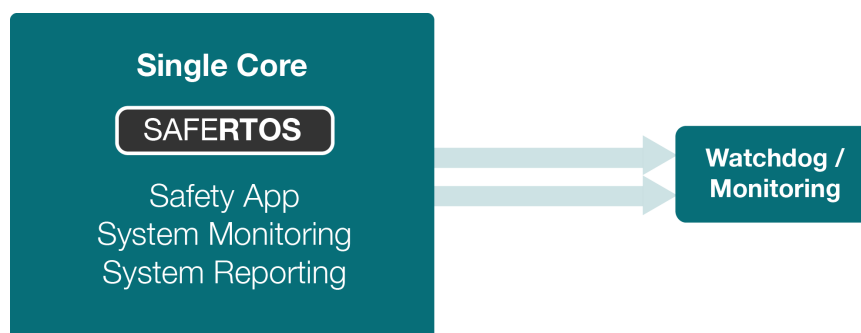 Single Core
SAFERTOS
Safety App
System Monitoring
System Reporting
Watchdog /
Monitoring